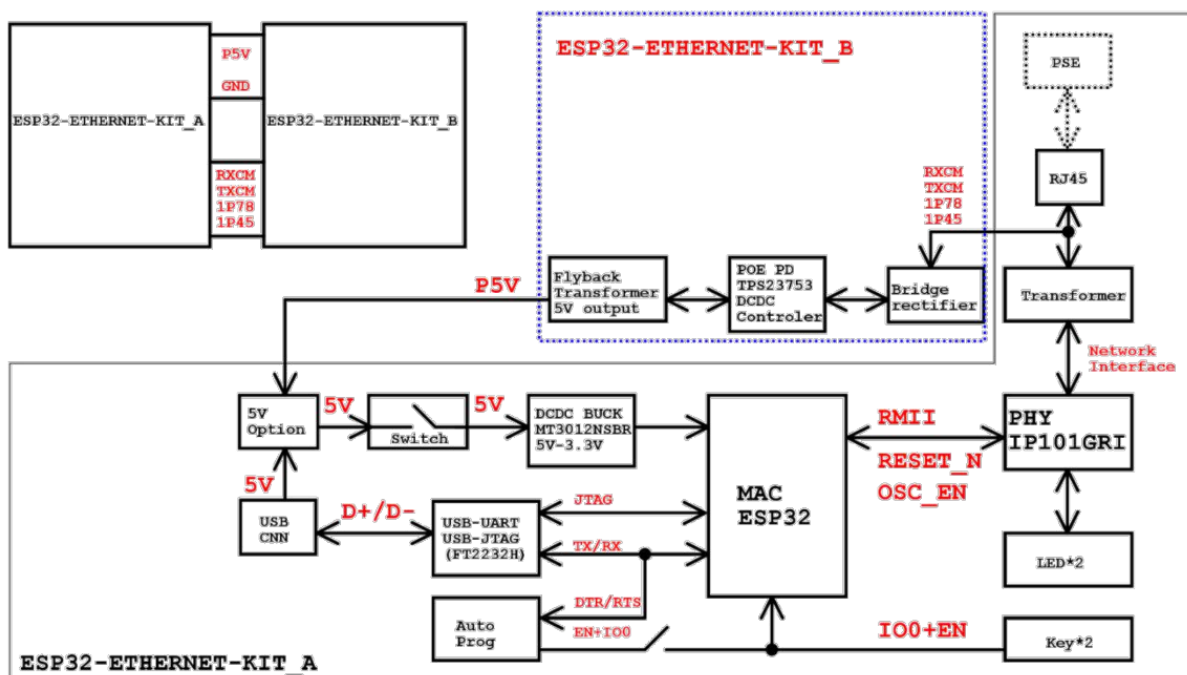 P5V
GND
ESP32-ETHERNET-KIT_A
ESP32-ETHERNET-KIT_B
RXCM
TXCM
1P78
1P45
ESP32-ETHERNET-KIT_B
PSE
RJ45
RXCM
TXCM
1P78
1P45
P5V
Flyback
Transformer
5V output
POE PD
TPS23753
DCDC
Controler
Bridge
rectifier
Transformer
Network
Interface
5V
Option
5V
Switch
5V
DCDC BUCK
MT3012NSBR
5V-3.3V
MAC
ESP32
RMII
RESET_N
OSC_EN
PHY
IP101GRI
5V
USB
CNN
D+/D-
USB-UART
USB-JTAG
(FT2232H)
JTAG
TX/RX
LED*2
DTR/RTS
Auto
Prog
EN+IO0
IO0+EN
Key*2
ESP32-ETHERNET-KIT_A